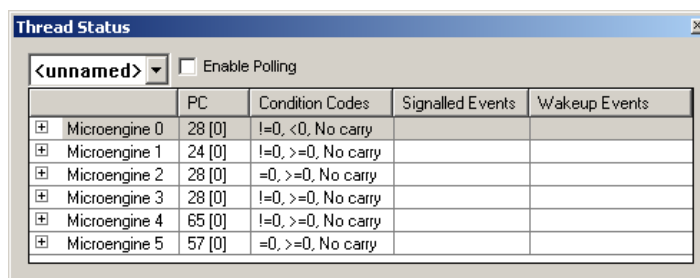 Thread Status
<unnamed> Enable Polling
PC Condition Codes Signalled Events Wakeup Events
Microengine 0 28 [0] !=0, <0, No carry
Microengine 1 24 [0] !=0, >=0, No carry
Microengine 2 28 [0] =0, >=0, No carry
Microengine 3 28 [0] !=0, >=0, No carry
Microengine 4 65 [0] !=0, >=0, No carry
Microengine 5 57 [0] =0, >=0, No carry